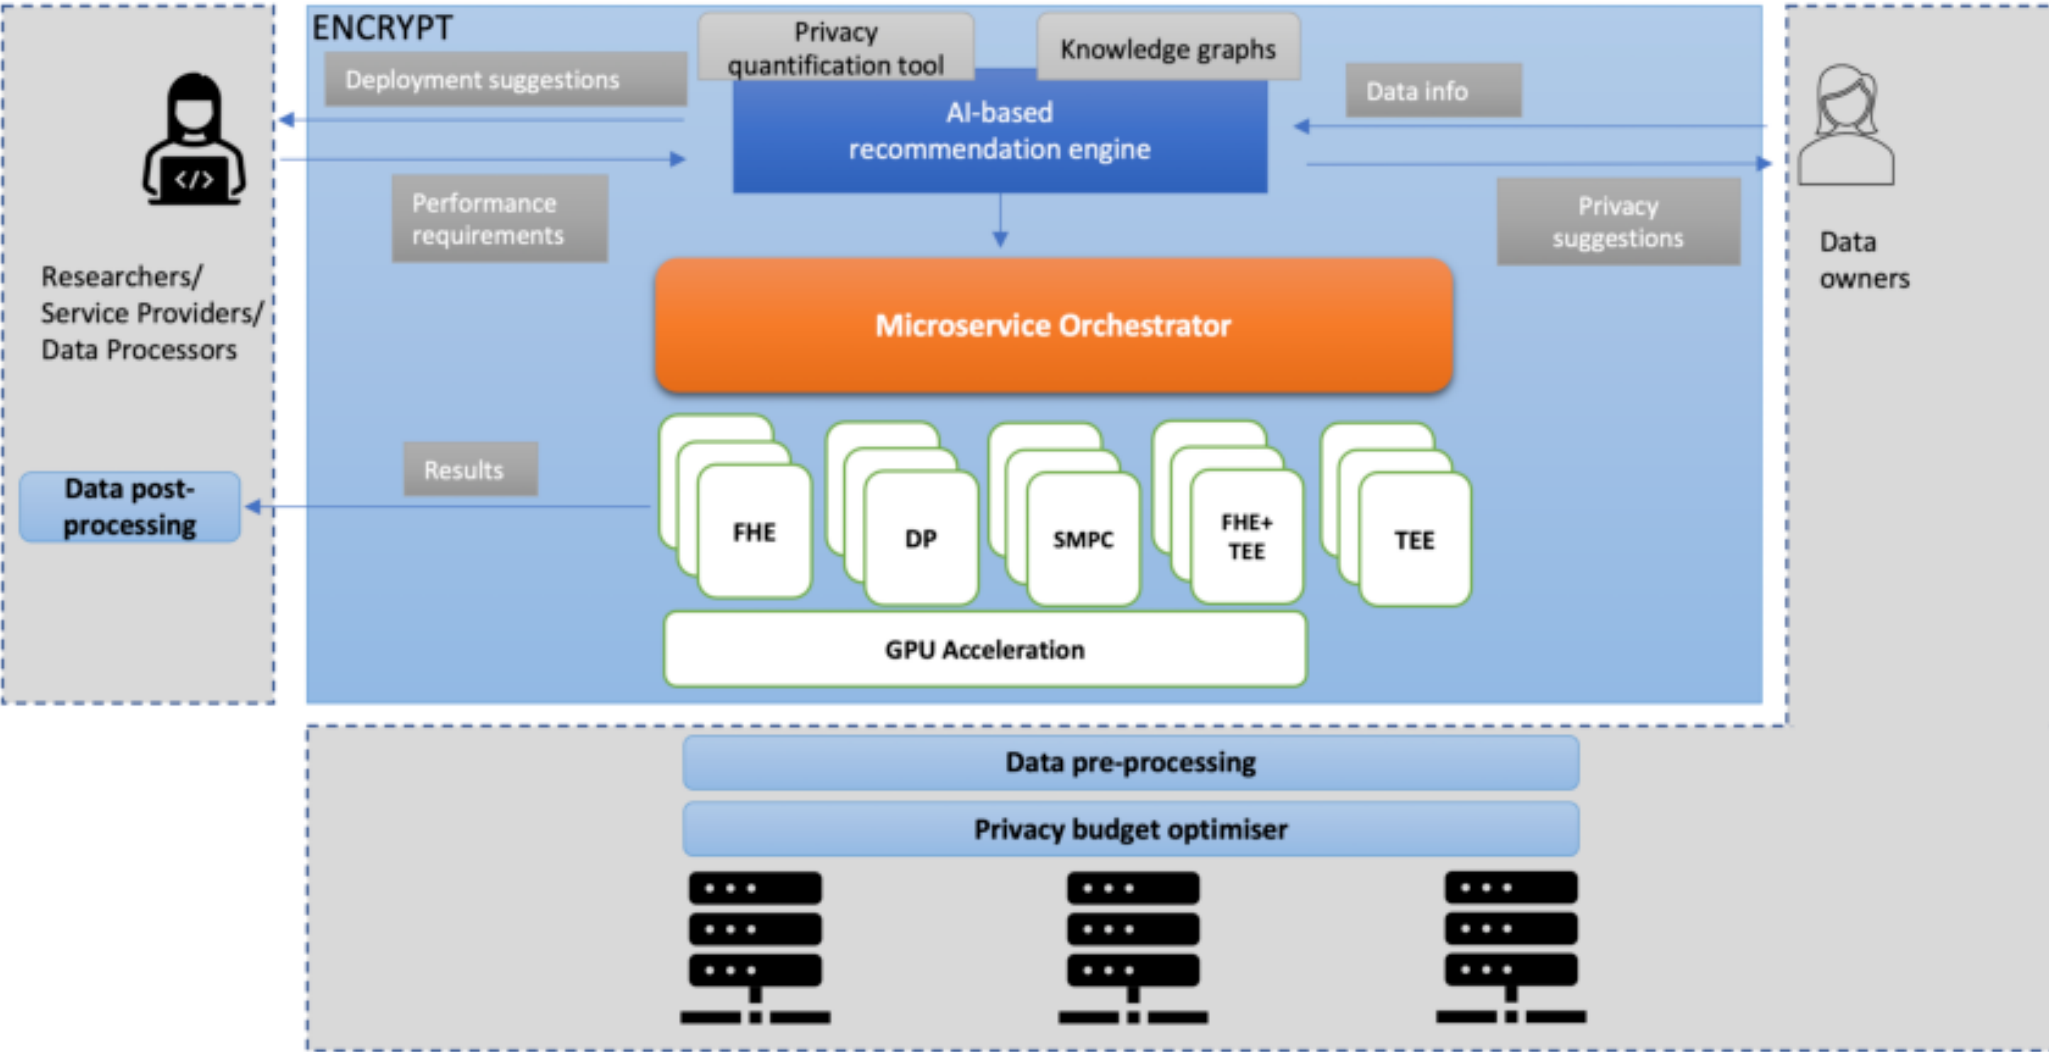 ENCRYPT
Privacy
quantification tool
Knowledge graphs
Deployment suggestions
Data info
AI-based
recommendation engine
Performance
requirements
Privacy
suggestions
Researchers/
Service Providers/
Data Processors
Data
owners
Microservice Orchestrator
Results
Data post-
processing
FHE
DP
SMPC
FHE+
TEE
TEE
GPU Acceleration
Data pre-processing
Privacy budget optimiser